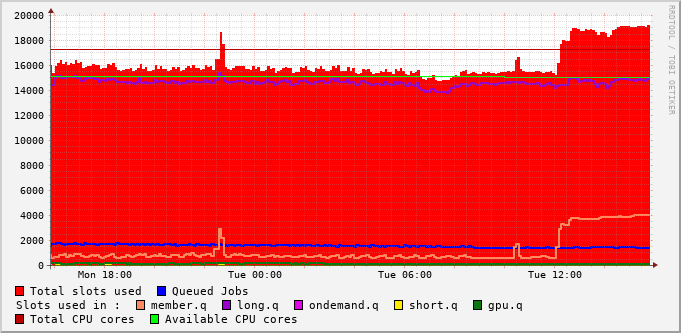 20000
18000
16000
14000
12000
10000
8000
6000
4000
2000
0
Mon 18:00 Tue 00:00 Tue 06:00 Tue 12:00
Total slots used Queued Jobs
Slots used in : member.q long.q ondemand.q short.q gpu.q
Total CPU cores Available CPU cores
RRDTOOL / TOBI OETIKER